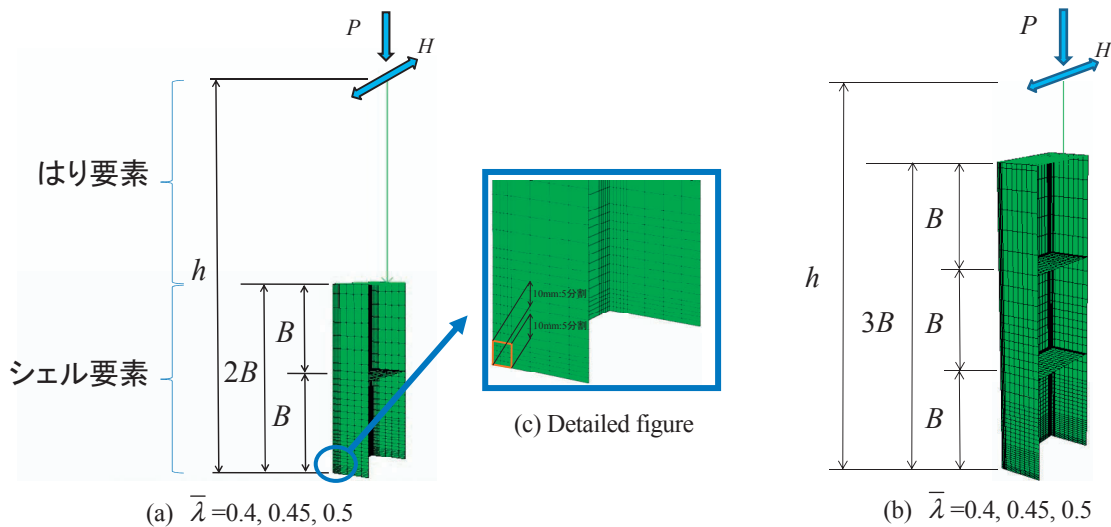 P
H
はり要素
h
シェル要素
2B
B
B
(a) λ̅ =0.4, 0.45, 0.5
10mm:5分割
10mm:5分割
(c) Detailed figure
P
H
h
3B
B
B
B
(b) λ̅ =0.4, 0.45, 0.5